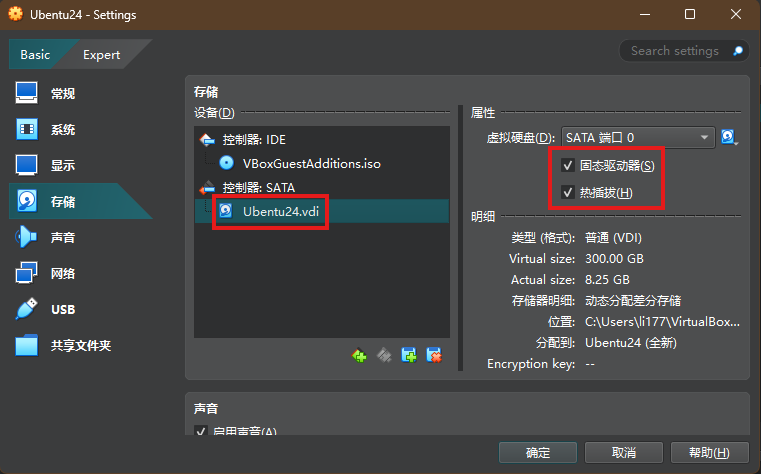 Ubentu24 - Settings
Basic
Expert
Search settings
常规
系统
显示
存储
声音
网络
USB
共享文件夹
存储
设备(D)
控制器: IDE
VBoxGuestAdditions.iso
控制器: SATA
Ubentu24.vdi
属性
虚拟硬盘(D): SATA 端口 0
固态驱动器(S)
热插拔(H)
明细
类型 (格式): 普通 (VDI)
Virtual size: 300.00 GB
Actual size: 8.25 GB
存储器明细: 动态分配差分存储
位置: C:\Users\li177\VirtualBox...
分配到: Ubentu24 (全新)
Encryption key: --
声音
启用声音(A)
确定
取消
帮助(H)